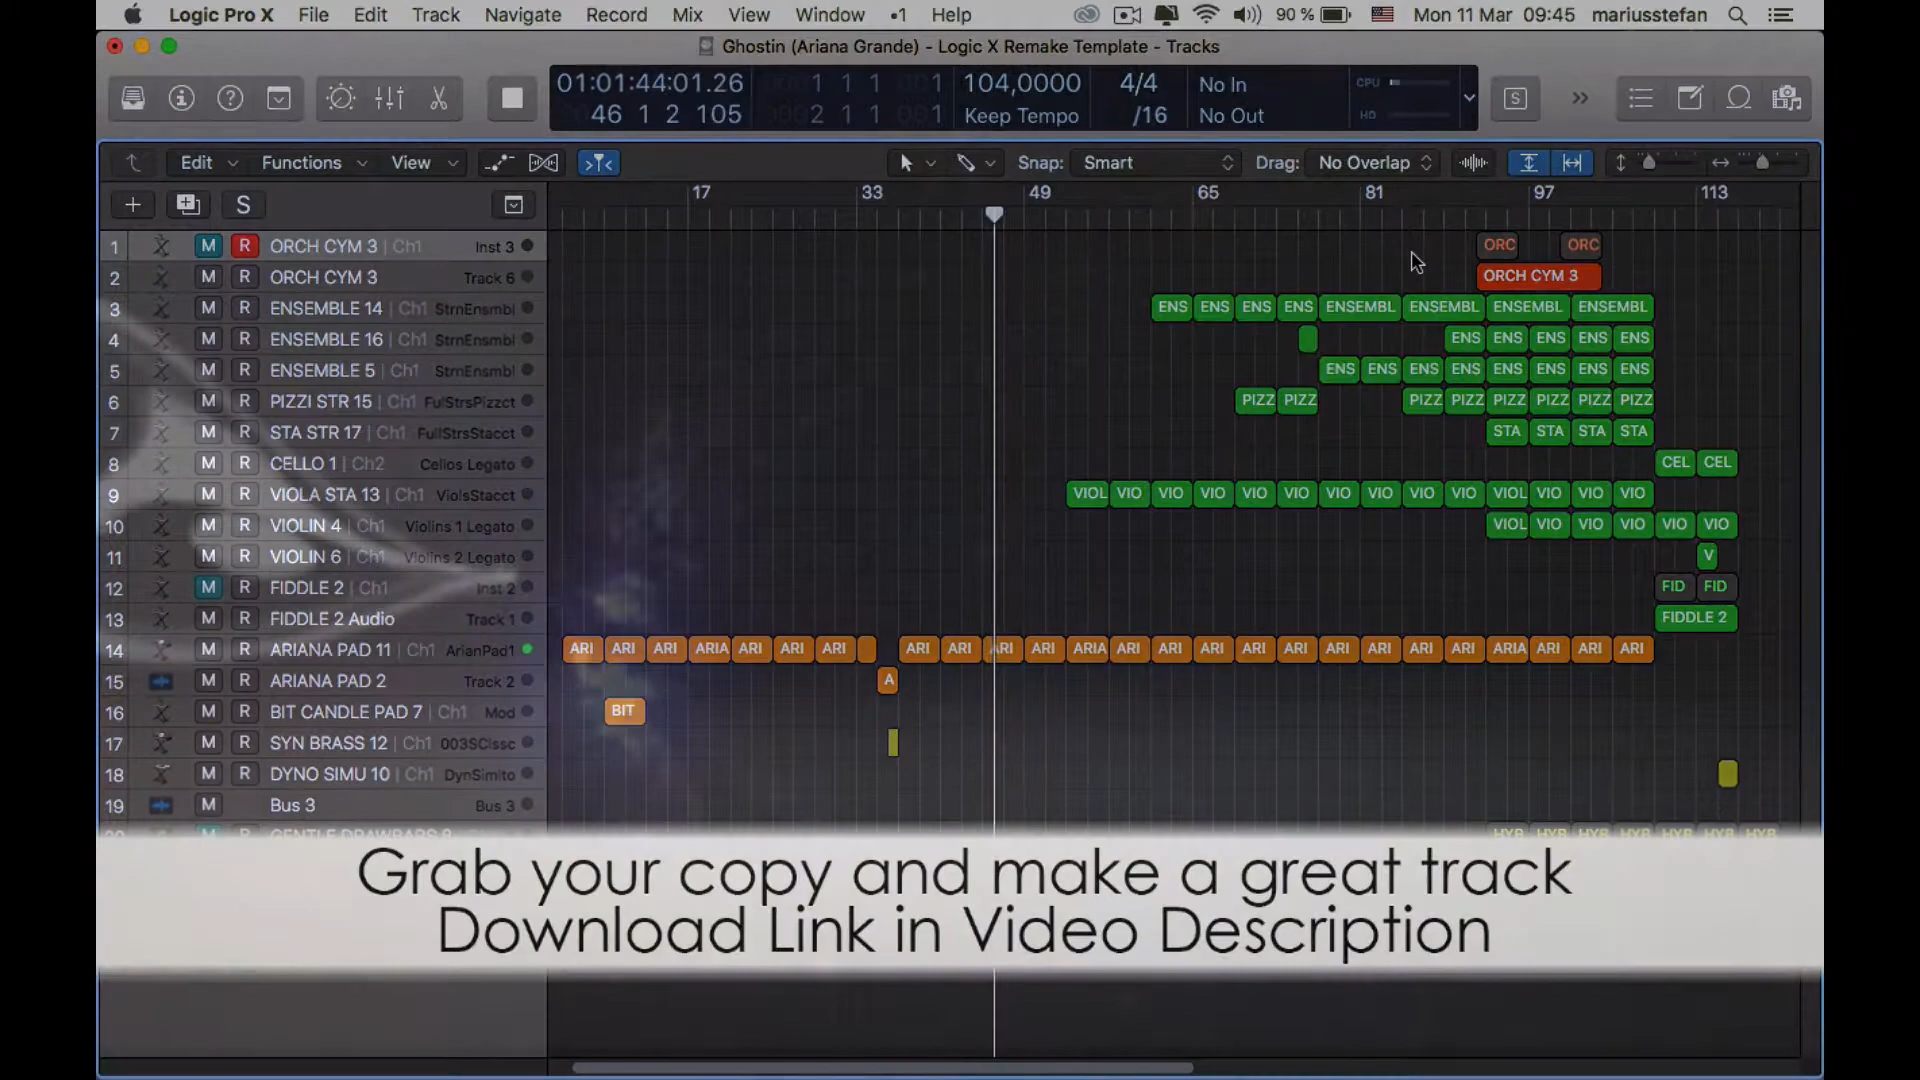 Logic Pro X File Edit Track Navigate Record Mix View Window 1 Help 90 % Mon 11 Mar 09:45 mariusstefan
Ghostin (Ariana Grande) - Logic X Remake Template - Tracks
01:01:44:01.26 1 1 1 1 104,0000 4/4 No In CPU
46 1 2 105 2 1 1 1 Keep Tempo /16 No Out HD
S
Edit Functions View Snap: Smart Drag: No Overlap
S 17 33 49 65 81 97 113
1 M R ORCH CYM 3 | Ch1 Inst 3 ORC ORC
2 M R ORCH CYM 3 Track 6 ORCH CYM 3
3 M R ENSEMBLE 14 | Ch1 StrnEnsmbl ENS ENS ENS ENS ENSEMBL ENSEMBL ENSEMBL ENSEMBL
4 M R ENSEMBLE 16 | Ch1 StrnEnsmbl ENS ENS ENS ENS ENS
5 M R ENSEMBLE 5 | Ch1 StrnEnsmbl ENS ENS ENS ENS ENS ENS ENS ENS
6 M R PIZZI STR 15 | Ch1 FulStrsPizzct PIZZ PIZZ PIZZ PIZZ PIZZ PIZZ PIZZ PIZZ
7 M R STA STR 17 | Ch1 FullStrsStacct STA STA STA STA
8 M R CELLO 1 | Ch2 Cellos Legato CEL CEL
9 M R VIOLA STA 13 | Ch1 ViolsStacct VIOL VIO VIO VIO VIO VIO VIO VIO VIO VIO VIOL VIO VIO VIO
10 M R VIOLIN 4 | Ch1 Violins 1 Legato VIOL VIO VIO VIO VIO VIO
11 M R VIOLIN 6 | Ch1 Violins 2 Legato V
12 M R FIDDLE 2 | Ch1 Inst 2 FID FID
13 M R FIDDLE 2 Audio Track 1 FIDDLE 2
14 M R ARIANA PAD 11 | Ch1 ArianPad1 ARI ARI ARI ARIA ARI ARI ARI ARI ARI ARI ARI ARIA ARI ARI ARI ARI ARI ARI ARI ARI ARI ARIA ARI ARI ARI
15 M R ARIANA PAD 2 Track 2 A
16 M R BIT CANDLE PAD 7 | Ch1 Mod BIT
17 M R SYN BRASS 12 | Ch1 003SClssc
18 M R DYNO SIMU 10 | Ch1 DynSimito
19 M Bus 3 Bus 3
Grab your copy and make a great track
Download Link in Video Description